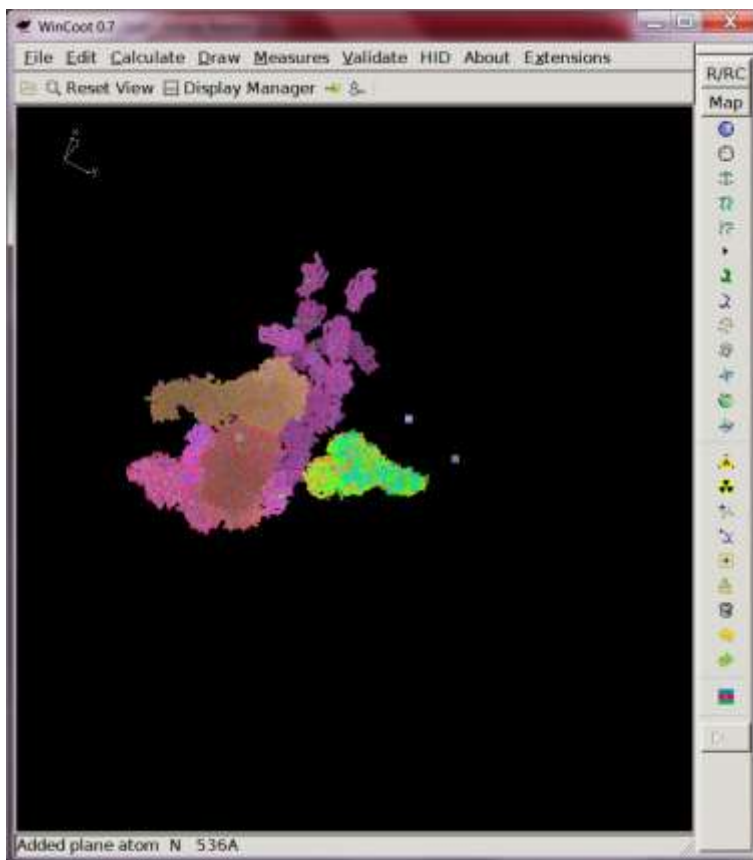 WinCoot 0.7
File Edit Calculate Draw Measures Validate HID About Extensions
Reset View Display Manager
R/RC
Map
Added plane atom N 536A